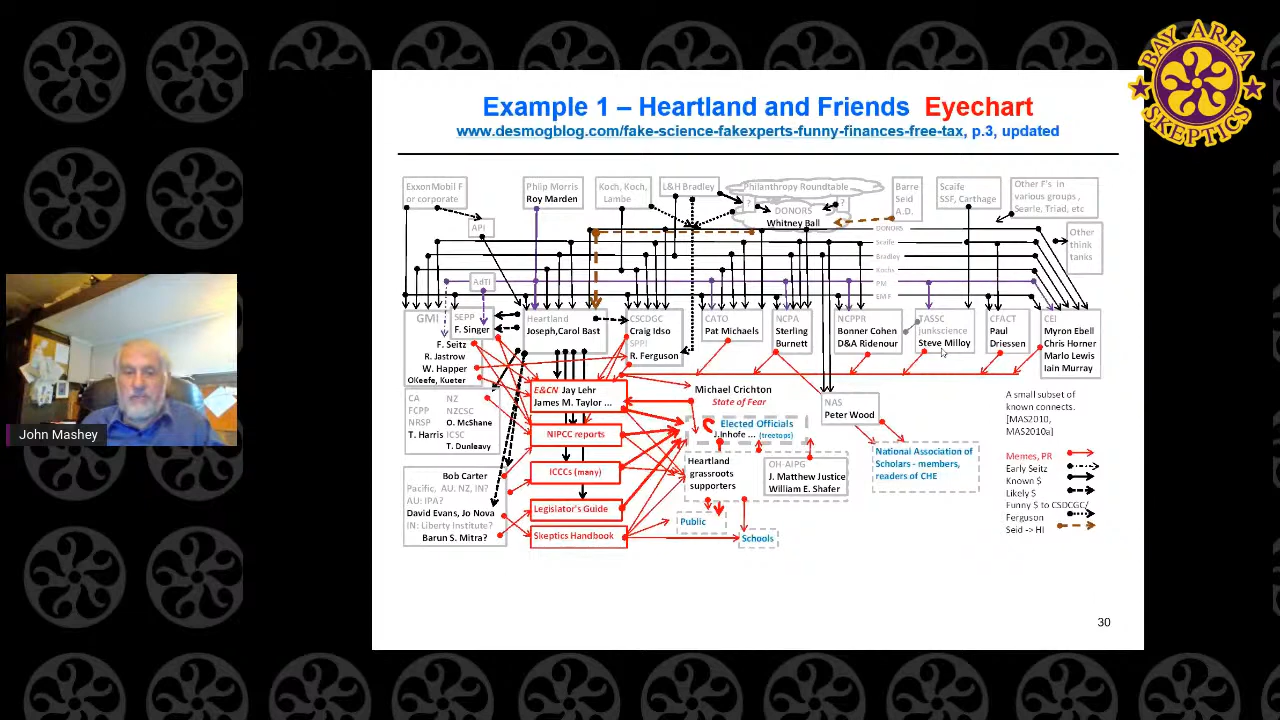 BAY AREA
SKEPTICS
Example 1 – Heartland and Friends Eyechart
www.desmogblog.com/fake-science-fakexperts-funny-finances-free-tax, p.3, updated
ExxonMobil F
or corporate
API
Philip Morris
Roy Marden
Koch, Koch,
Lambe
L&H Bradley
Philanthropy Roundtable
?
?
DONORS
Whitney Ball
Barre
Seid
A.D.
Scaife
SSF, Carthage
Other F's in
various groups ,
Searle, Triad, etc
Other
think
tanks
DONORS
Scaife
Bradley
Kochs
PM
EM F
AdTI
GMI
SEPP
F. Singer
F. Seitz
R. Jastrow
W. Happer
OKeefe, Kueter
Heartland
Joseph,Carol Bast
CSCDGC
Craig Idso
SPPI
R. Ferguson
CATO
Pat Michaels
NCPA
Sterling
Burnett
NCPPR
Bonner Cohen
D&A Ridenour
TASSC
junkscience
Steve Milloy
CFACT
Paul
Driessen
CEI
Myron Ebell
Chris Horner
Marlo Lewis
Iain Murray
CA
FCPP
NRSP
T. Harris
NZ
NZCSC
O. McShane
ICSC
T. Dunleavy
E&CN Jay Lehr
James M. Taylor ...
NIPCC reports
ICCCs (many)
Legislator's Guide
Skeptics Handbook
Michael Crichton
State of Fear
Elected Officials
J.Inhofe ... (treetops)
Heartland
grassroots
supporters
OH-AIPG
J. Matthew Justice
William E. Shafer
Public
Schools
NAS
Peter Wood
National Association of
Scholars - members,
readers of CHE
Bob Carter
Pacific, AU: NZ, IN?
AU: IPA?
David Evans, Jo Nova
IN: Liberty Institute?
Barun S. Mitra?
A small subset of
known connects.
[MAS2010,
MAS2010a]
Memes, PR
Early Seitz
Known $
Likely $
Funny $ to CSDCGC/
Ferguson
Seid -> HI
30
John Mashey